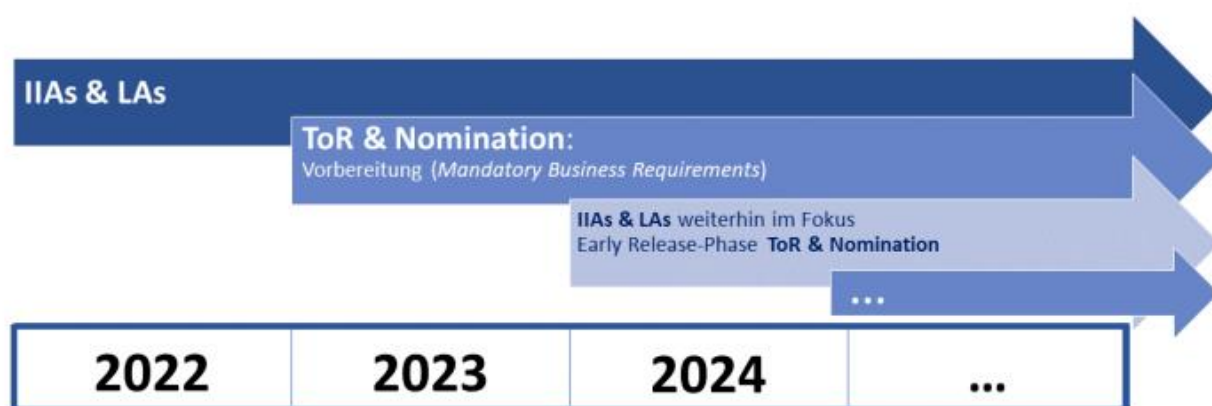 IIAs & LAs
ToR & Nomination:
Vorbereitung (Mandatory Business Requirements)
IIAs & LAs weiterhin im Fokus
Early Release-Phase ToR & Nomination
...
2022 2023 2024 ...